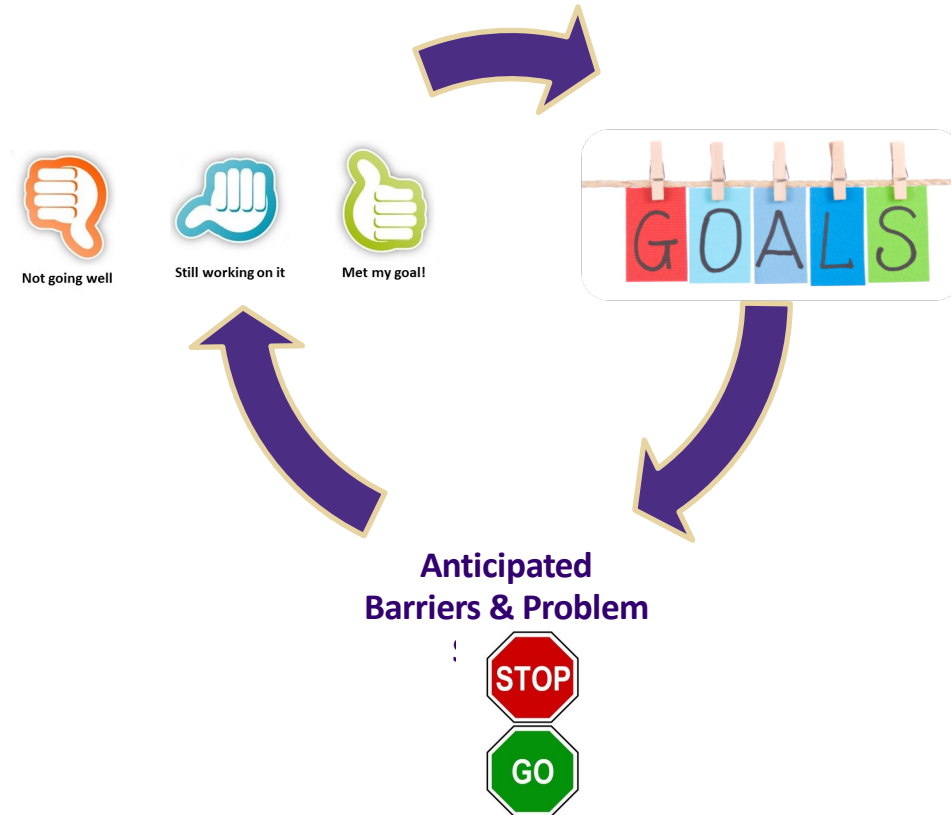 Not going well
Still working on it
Met my goal!
GOALS
Anticipated
Barriers & Problem
STOP
GO